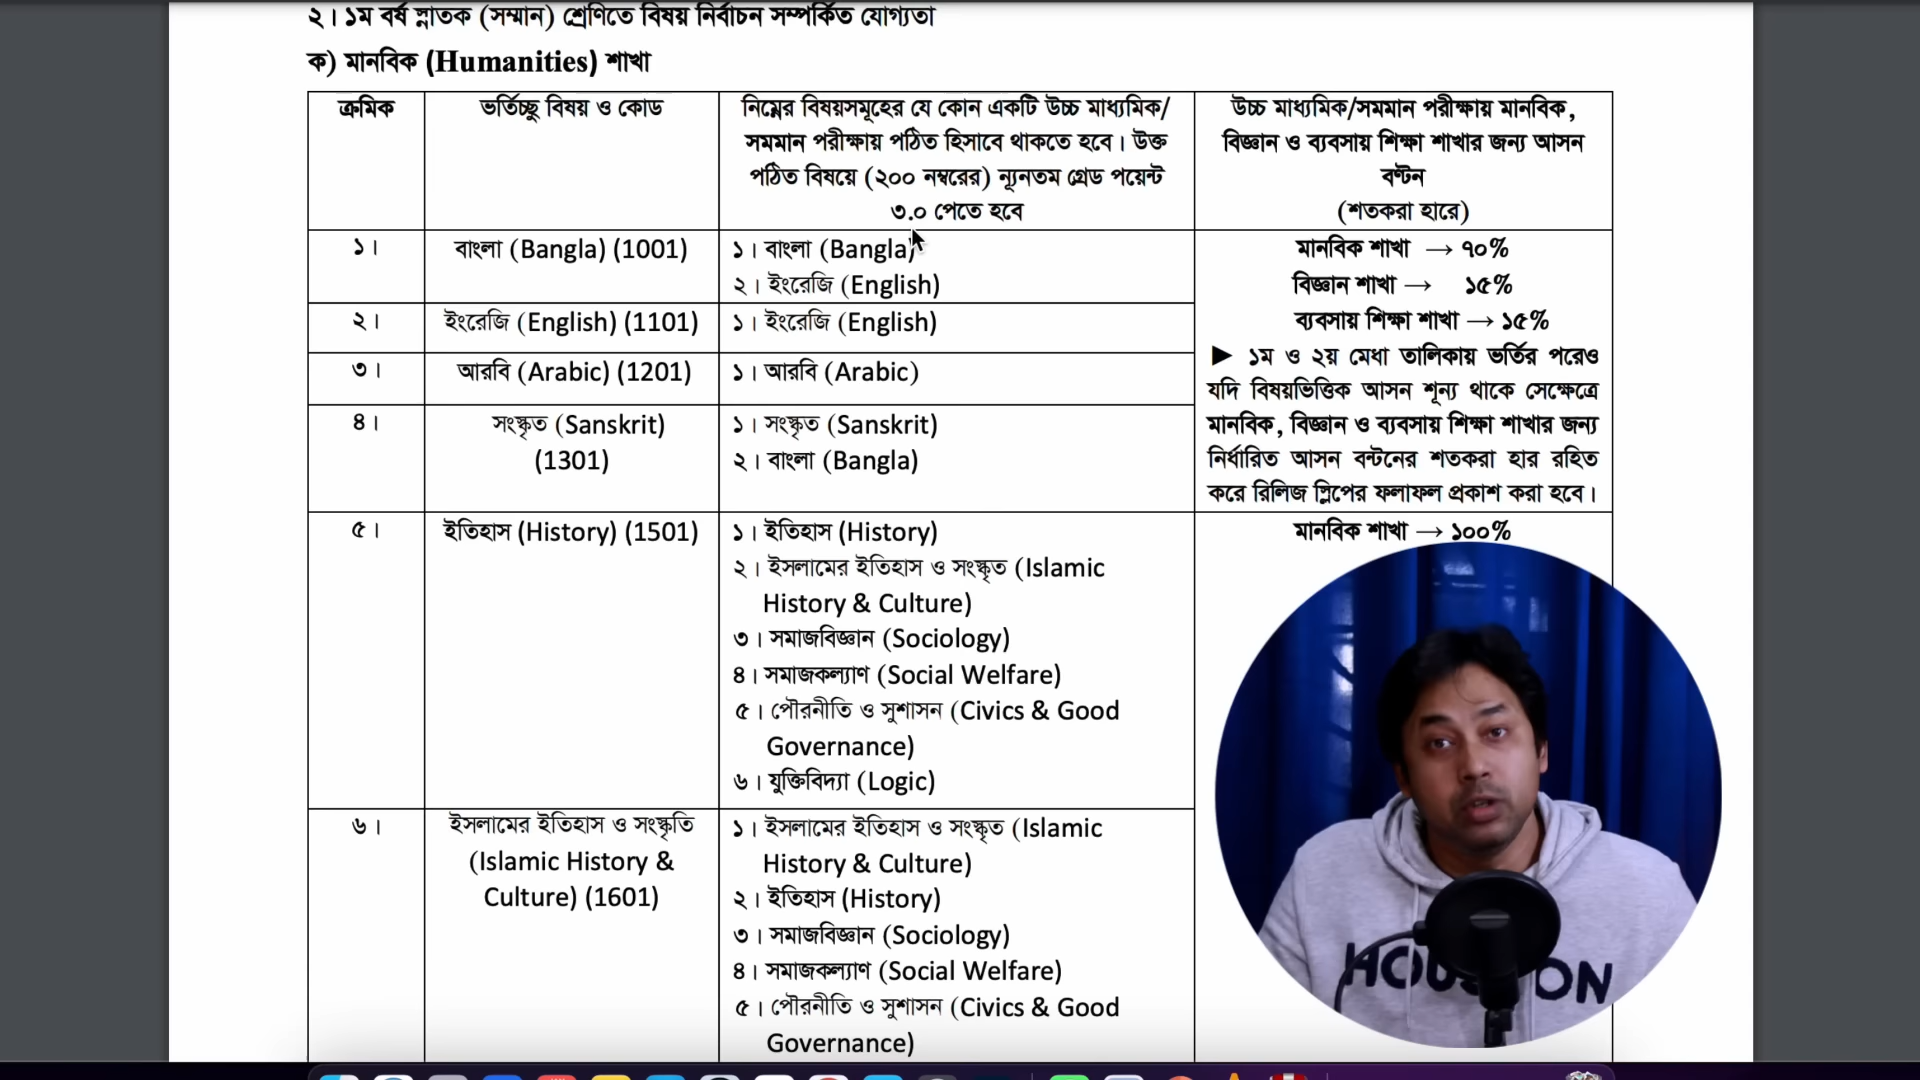 ২। ১ম বর্ষ স্নাতক (সম্মান) শ্রেণিতে বিষয় নির্বাচন সম্পর্কিত যোগ্যতা
ক) মানবিক (Humanities) শাখা
ক্রমিক
ভর্তিচ্ছু বিষয় ও কোড
নিম্নের বিষয়সমূহের যে কোন একটি উচ্চ মাধ্যমিক/
সমমান পরীক্ষায় পঠিত হিসাবে থাকতে হবে। উক্ত
পঠিত বিষয়ে (২০০ নম্বরের) ন্যূনতম গ্রেড পয়েন্ট
৩.০ পেতে হবে
উচ্চ মাধ্যমিক/সমমান পরীক্ষায় মানবিক,
বিজ্ঞান ও ব্যবসায় শিক্ষা শাখার জন্য আসন
বণ্টন
(শতকরা হারে)
১।
বাংলা (Bangla) (1001)
১। বাংলা (Bangla)
২। ইংরেজি (English)
মানবিক শাখা → ৭০%
বিজ্ঞান শাখা → ১৫%
ব্যবসায় শিক্ষা শাখা → ১৫%
► ১ম ও ২য় মেধা তালিকায় ভর্তির পরেও
যদি বিষয়ভিত্তিক আসন শূন্য থাকে সেক্ষেত্রে
মানবিক, বিজ্ঞান ও ব্যবসায় শিক্ষা শাখার জন্য
নির্ধারিত আসন বন্টনের শতকরা হার রহিত
করে রিলিজ স্লিপের ফলাফল প্রকাশ করা হবে।
২।
ইংরেজি (English) (1101)
১। ইংরেজি (English)
৩।
আরবি (Arabic) (1201)
১। আরবি (Arabic)
৪।
সংস্কৃত (Sanskrit)
(1301)
১। সংস্কৃত (Sanskrit)
২। বাংলা (Bangla)
৫।
ইতিহাস (History) (1501)
১। ইতিহাস (History)
২। ইসলামের ইতিহাস ও সংস্কৃত (Islamic
History & Culture)
৩। সমাজবিজ্ঞান (Sociology)
৪। সমাজকল্যাণ (Social Welfare)
৫। পৌরনীতি ও সুশাসন (Civics & Good
Governance)
৬। যুক্তিবিদ্যা (Logic)
মানবিক শাখা → ১০০%
৬।
ইসলামের ইতিহাস ও সংস্কৃতি
(Islamic History &
Culture) (1601)
১। ইসলামের ইতিহাস ও সংস্কৃত (Islamic
History & Culture)
২। ইতিহাস (History)
৩। সমাজবিজ্ঞান (Sociology)
৪। সমাজকল্যাণ (Social Welfare)
৫। পৌরনীতি ও সুশাসন (Civics & Good
Governance)